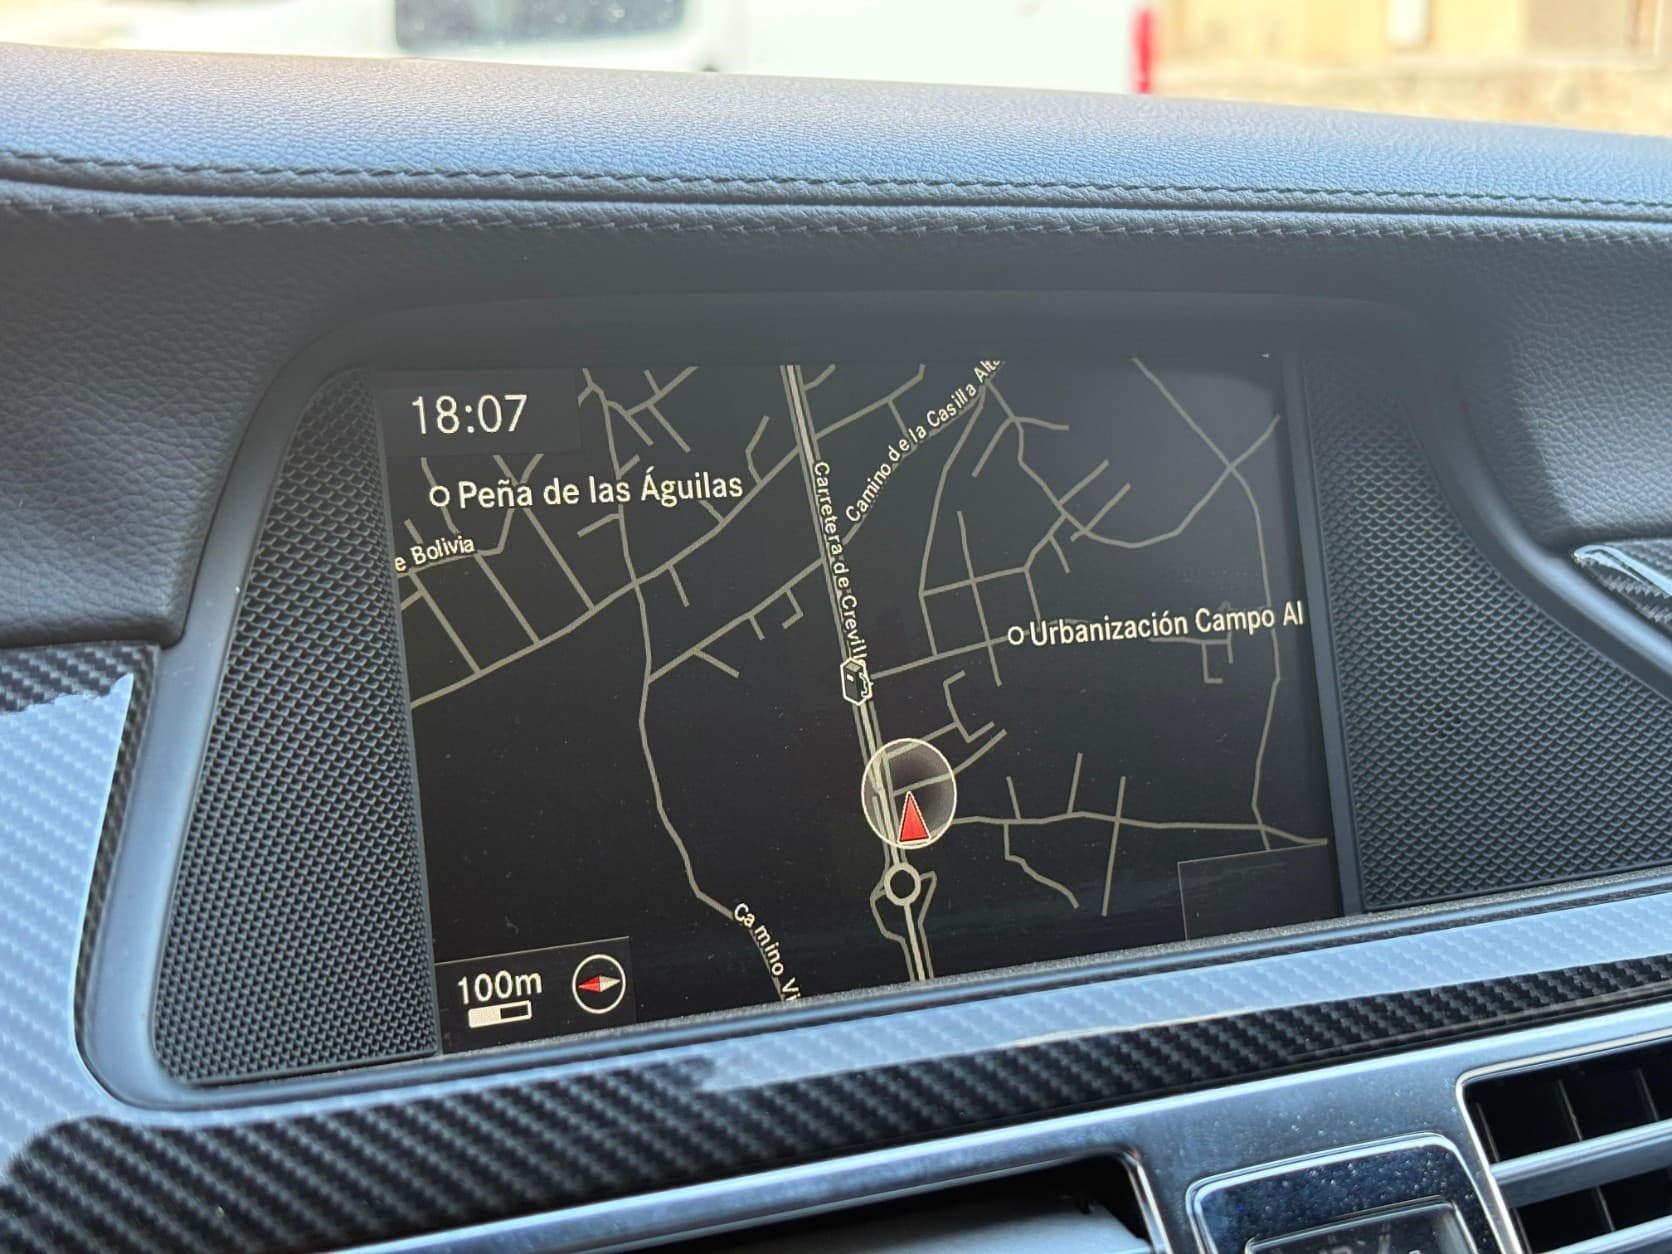 18:07
Peña de las Águilas
e Bolivia
Carretera de Crevill
Camino de la Casilla Alt
Urbanización Campo Al
Camino Vi
100m